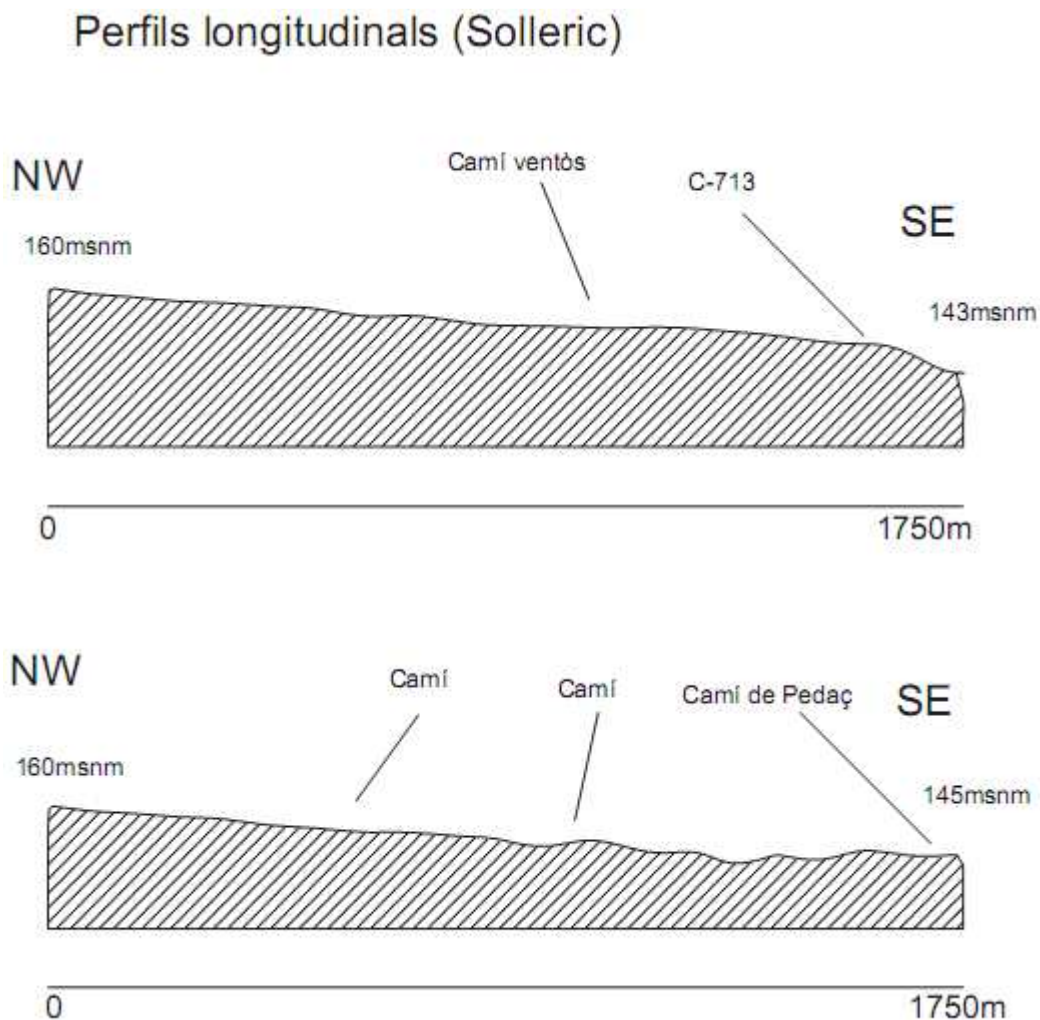 Perfils longitudinals (Solleric)
NW
Camí ventòs
C-713
SE
160msnm
143msnm
0
1750m
NW
Camí
Camí
Camí de Pedaç
SE
160msnm
145msnm
0
1750m